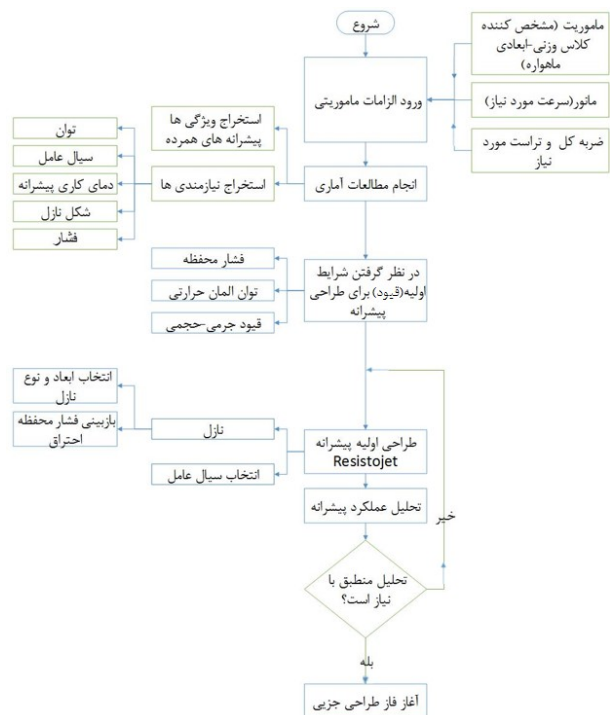 شروع
ماموریت (مشخص کننده
کلاس وزنی-ابعادی
ماهواره)
مانور(سرعت مورد نیاز)
ضربه کل و تراست مورد
نیاز
ورود الزامات ماموریتی
استخراج ویژگی ها
پیشرانه های همرده
انجام مطالعات آماری
استخراج نیازمندی ها
توان
سیال عامل
دمای کاری پیشرانه
شکل نازل
فشار
در نظر گرفتن شرایط
اولیه(قیود) برای طراحی
پیشرانه
فشار محفظه
توان المان حرارتی
قیود جرمی-حجمی
طراحی اولیه پیشرانه
Resistojet
نازل
انتخاب ابعاد و نوع
نازل
بازبینی فشار محفظه
احتراق
انتخاب سیال عامل
تحلیل عملکرد پیشرانه
تحلیل منطبق با
نیاز است؟
خیر
بله
آغاز فاز طراحی جزیی